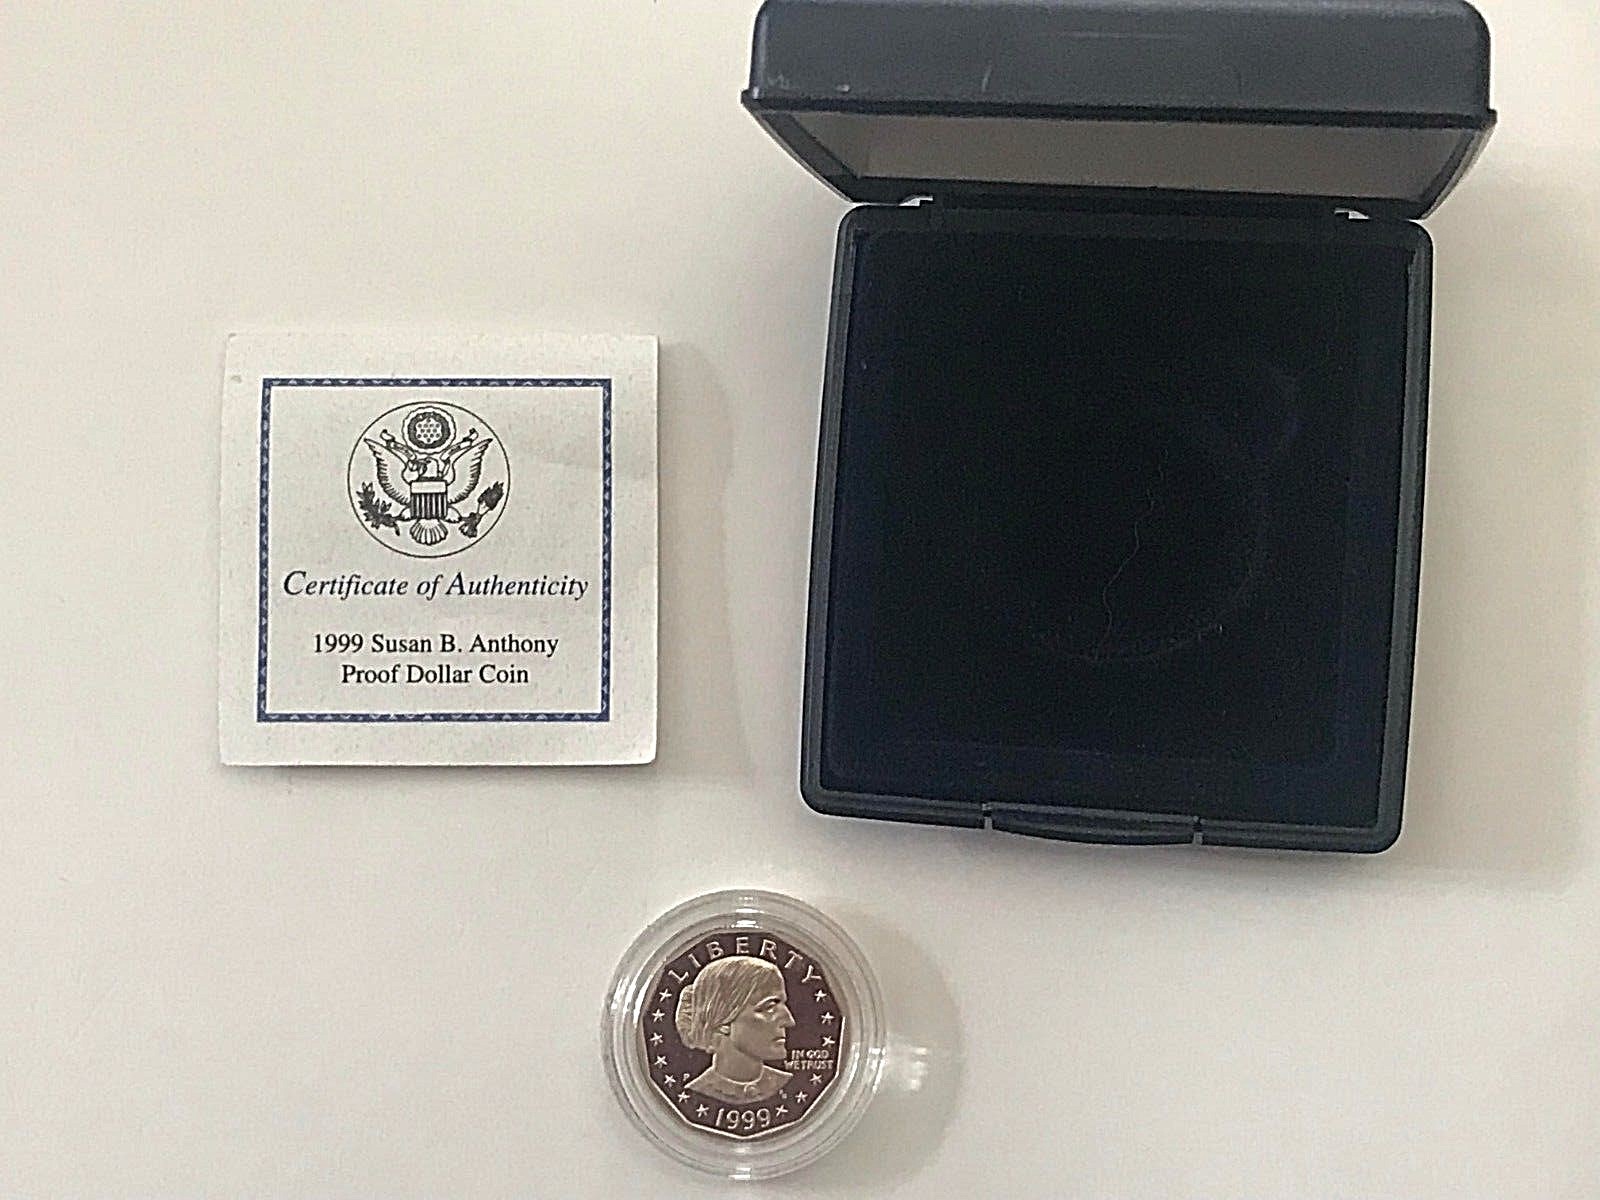 Certificate of Authenticity
1999 Susan B. Anthony
Proof Dollar Coin
LIBERTY
IN GOD
WE TRUST
P
1999